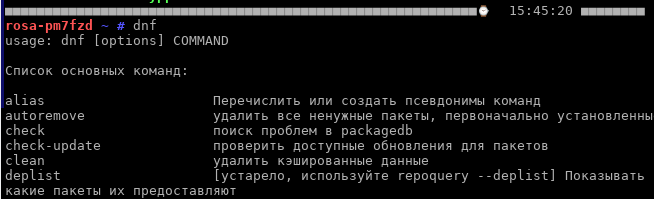 15:45:20
rosa-pm7fzd ~ # dnf
usage: dnf [options] COMMAND
Список основных команд:
alias Перечислить или создать псевдонимы команд
autoremove удалить все ненужные пакеты, первоначально установленны
check поиск проблем в packagedb
check-update проверить доступные обновления для пакетов
clean удалить кэшированные данные
deplist [устарело, используйте repoquery --deplist] Показывать
какие пакеты их предоставляют